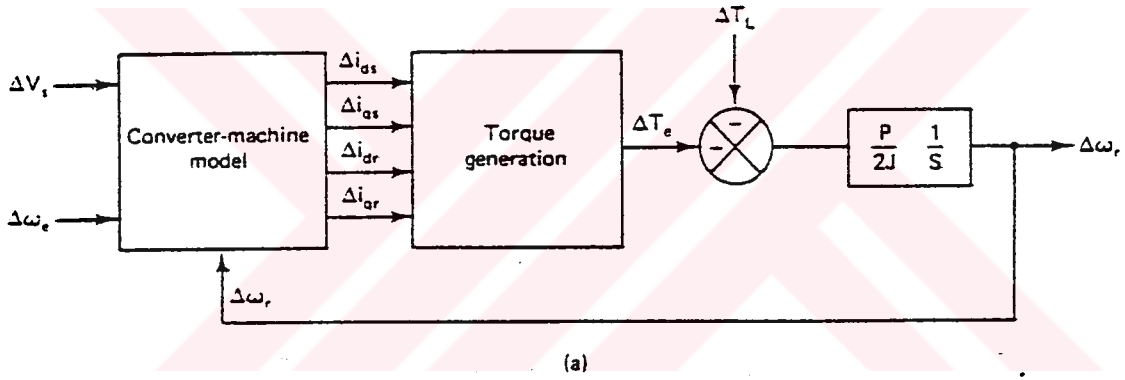 ΔT_L
ΔV_s
Δω_e
Converter-machine
model
Δi_ds
Δi_qs
Δi_dr
Δi_qr
Torque
generation
ΔT_e
−
−
P/2J 1/S
Δω_r
Δω_r
(a)